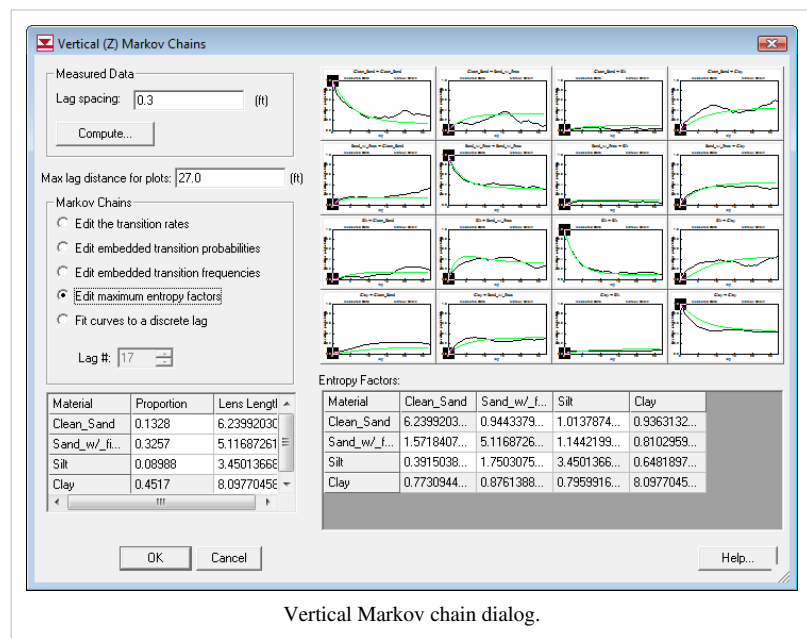 Vertical (Z) Markov Chains
Measured Data
Lag spacing: 0.3 (ft)
Compute...
Max lag distance for plots: 27.0 (ft)
Markov Chains
Edit the transition rates
Edit embedded transition probabilities
Edit embedded transition frequencies
Edit maximum entropy factors
Fit curves to a discrete lag
Lag #: 17
Material Proportion Lens Lengtl
Clean_Sand 0.1328 6.23992030
Sand_w/_fi... 0.3257 5.11687261
Silt 0.08988 3.45013668
Clay 0.4517 8.09770458
Entropy Factors:
Material Clean_Sand Sand_w/_f... Silt Clay
Clean_Sand 6.2399203... 0.9443379... 1.0137874... 0.9363132...
Sand_w/_f... 1.5718407... 5.1168726... 1.1442199... 0.8102959...
Silt 0.3915038... 1.7503075... 3.4501366... 0.6481897...
Clay 0.7730944... 0.8761388... 0.7959916... 8.0977045...
OK Cancel Help...
Vertical Markov chain dialog.